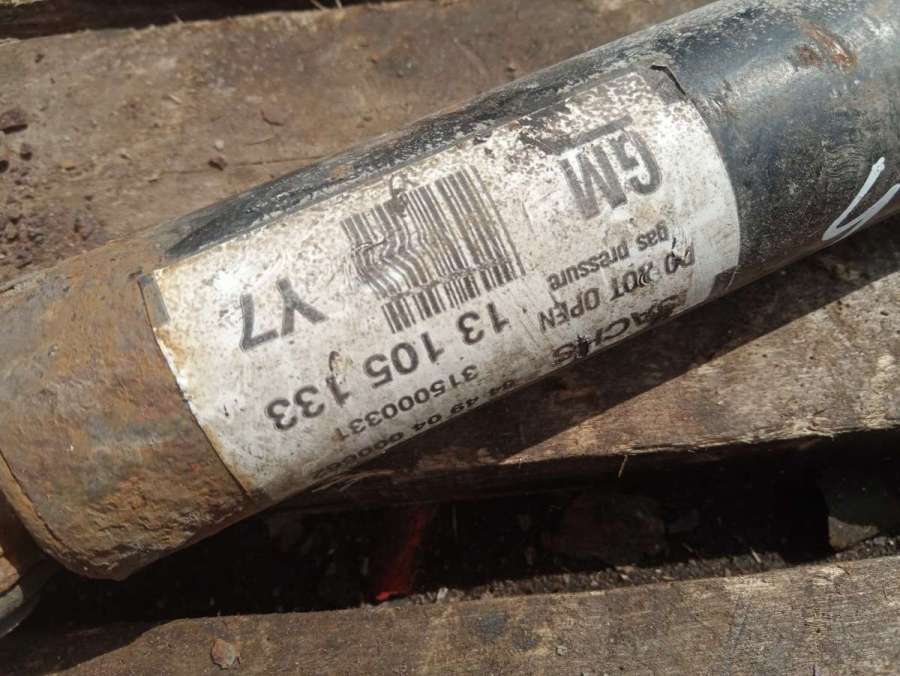 GM
Y7
13 105 133
315000331
SACHS
DO NOT OPEN
gas pressure